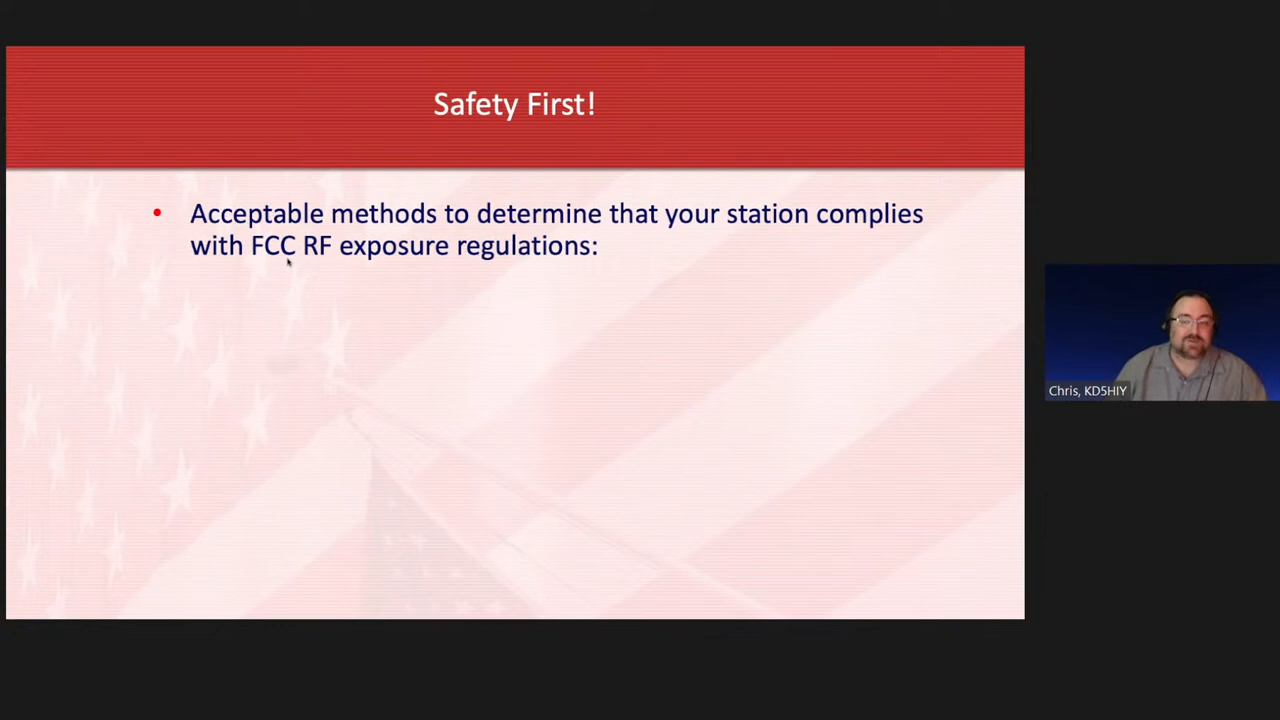 Safety First!
• Acceptable methods to determine that your station complies
with FCC RF exposure regulations:
Chris, KD5HIY